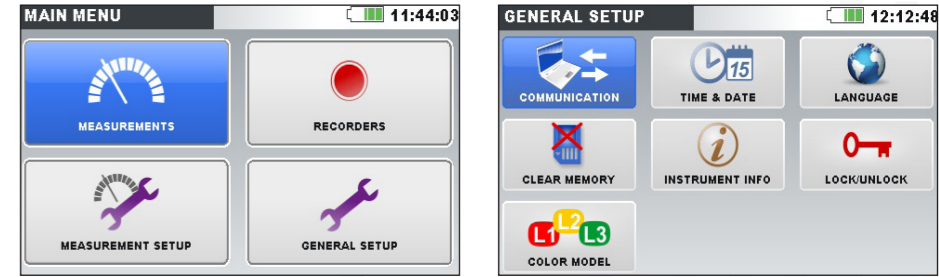 MAIN MENU
11:44:03
MEASUREMENTS
RECORDERS
MEASUREMENT SETUP
GENERAL SETUP
GENERAL SETUP
12:12:48
15
COMMUNICATION
TIME & DATE
LANGUAGE
CLEAR MEMORY
INSTRUMENT INFO
LOCK/UNLOCK
L1 L2 L3
COLOR MODEL